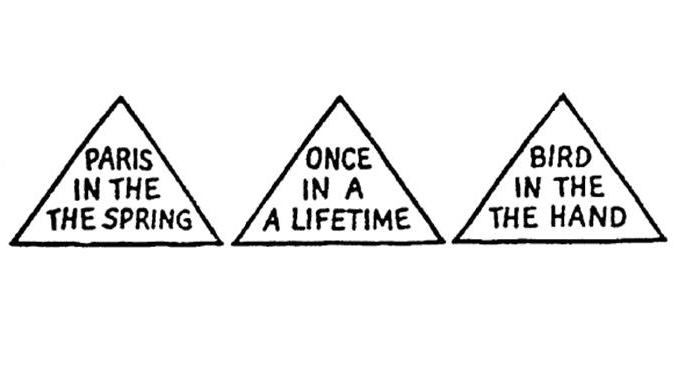 PARIS
IN THE
THE SPRING
ONCE
IN A
A LIFETIME
BIRD
IN THE
THE HAND